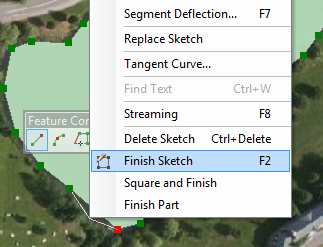 Segment Deflection... F7
Replace Sketch
Tangent Curve...
Find Text Ctrl+W
Streaming F8
Feature Con
Delete Sketch Ctrl+Delete
Finish Sketch F2
Square and Finish
Finish Part